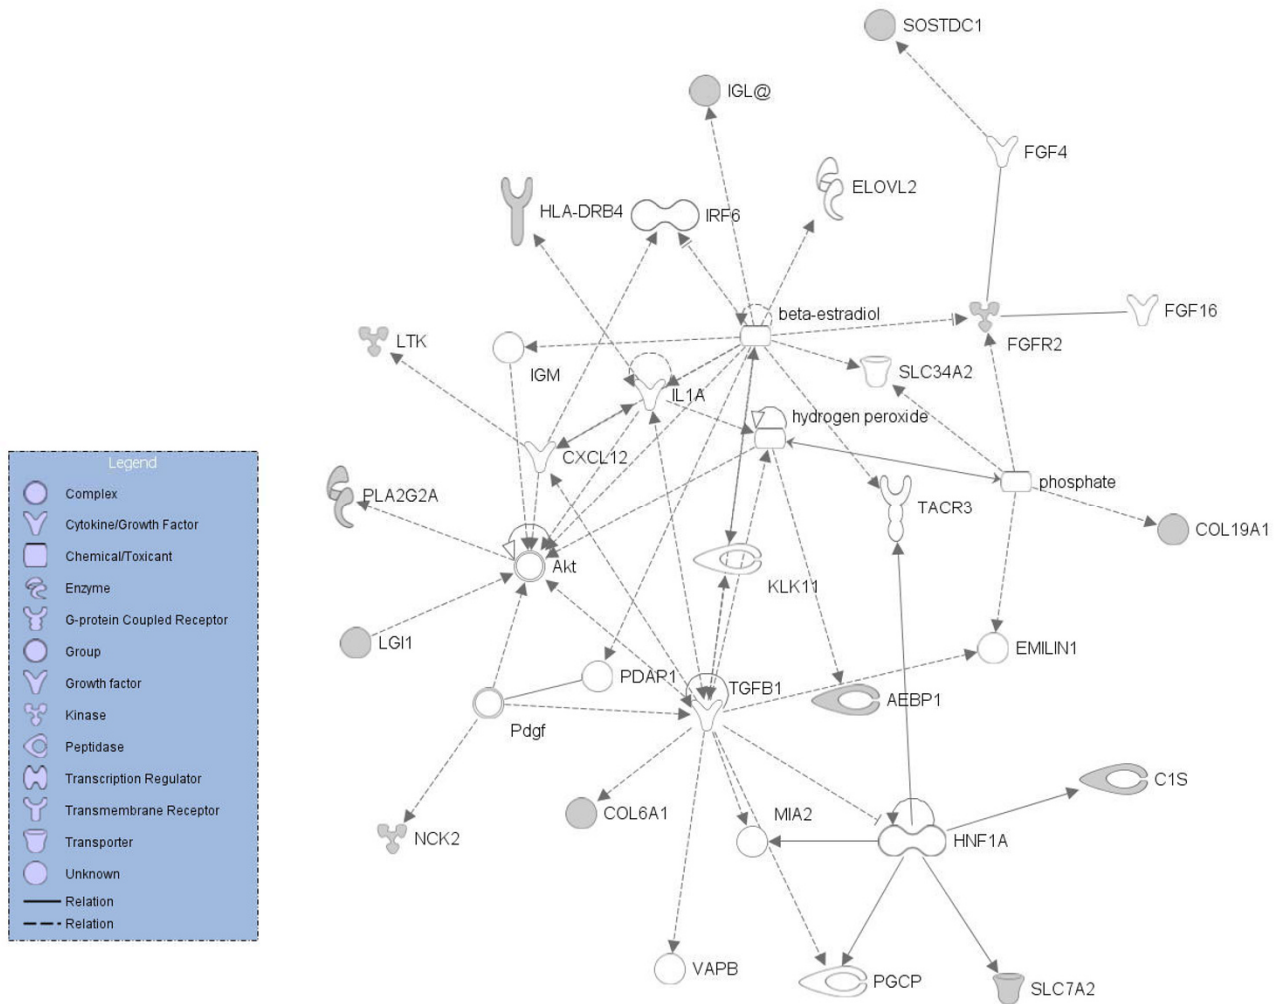 SOSTDC1
IGL@
FGF4
ELOVL2
HLA-DRB4
IRF6
beta-estradiol
FGF16
LTK
FGFR2
IGM
SLC34A2
IL1A
hydrogen peroxide
CXCL12
Legend
phosphate
Complex
PLA2G2A
TACR3
Cytokine/Growth Factor
COL19A1
Chemical/Toxicant
Akt
Enzyme
KLK11
G-protein Coupled Receptor
LGI1
EMILIN1
Group
PDAP1
Growth factor
TGFB1
AEBP1
Kinase
Pdgf
Peptidase
Transcription Regulator
C1S
Transmembrane Receptor
COL6A1
MIA2
NCK2
HNF1A
Transporter
Unknown
Relation
Relation
VAPB
PGCP
SLC7A2